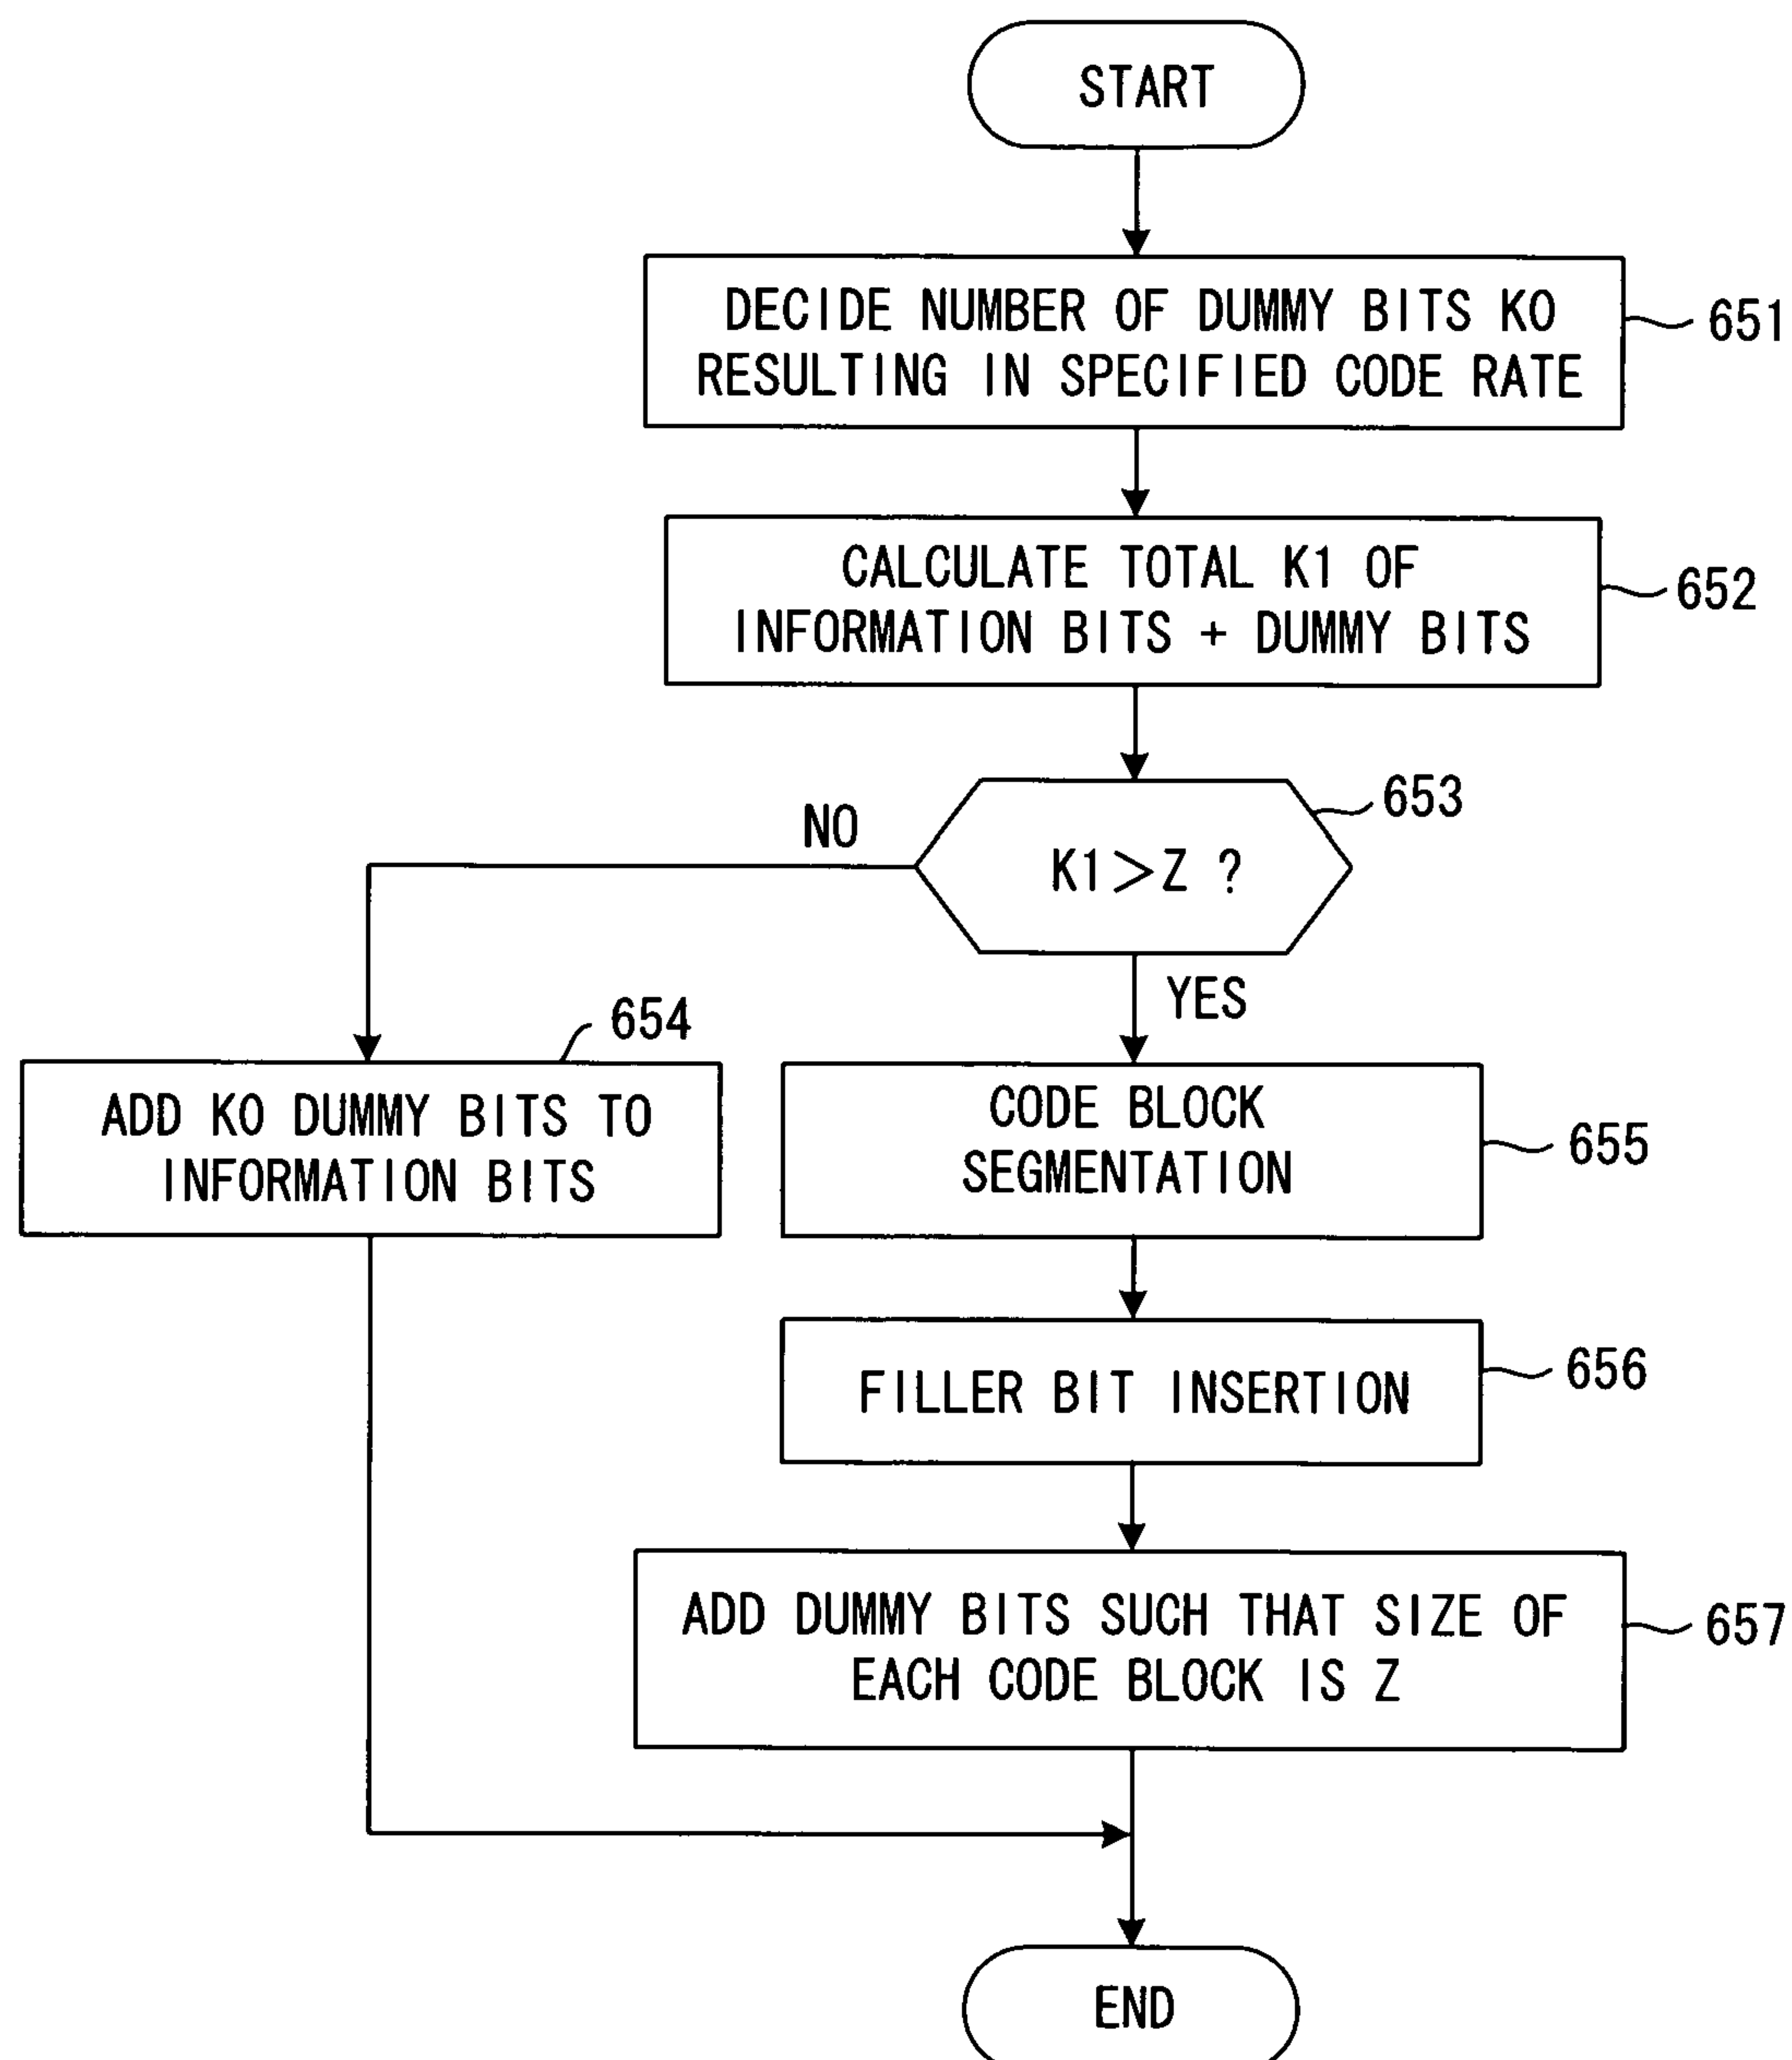 START
DECIDE NUMBER OF DUMMY BITS K0
RESULTING IN SPECIFIED CODE RATE
651
CALCULATE TOTAL K1 OF
INFORMATION BITS + DUMMY BITS
652
653
NO
K1>Z ?
YES
654
ADD K0 DUMMY BITS TO
INFORMATION BITS
CODE BLOCK
SEGMENTATION
655
FILLER BIT INSERTION
656
ADD DUMMY BITS SUCH THAT SIZE OF
EACH CODE BLOCK IS Z
657
END